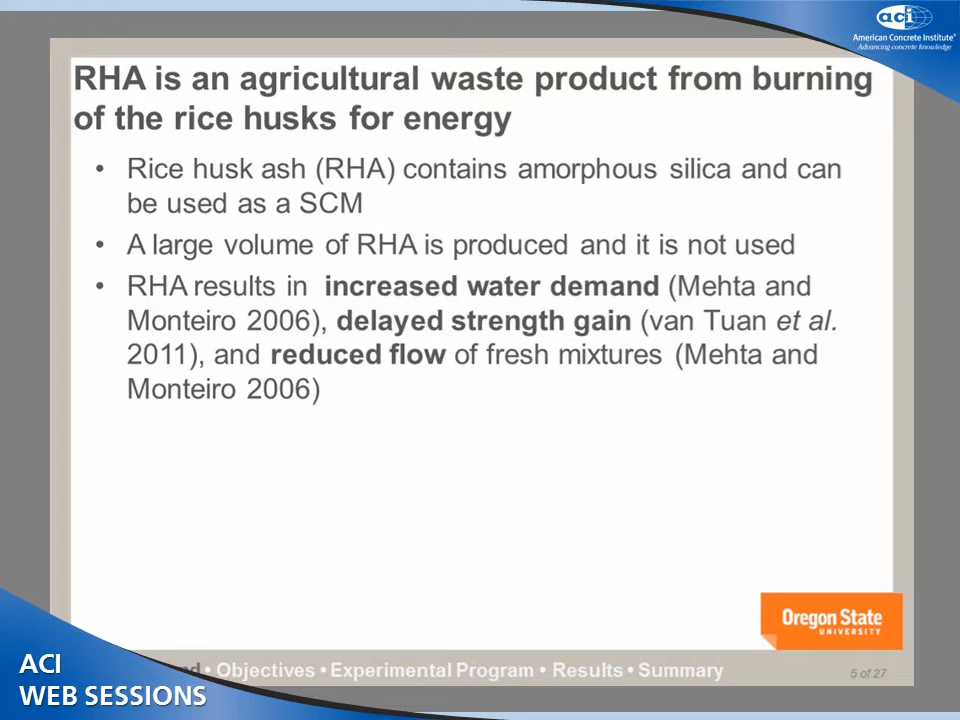 aci
American Concrete Institute®
Advancing concrete knowledge
RHA is an agricultural waste product from burning
of the rice husks for energy
• Rice husk ash (RHA) contains amorphous silica and can
be used as a SCM
• A large volume of RHA is produced and it is not used
• RHA results in increased water demand (Mehta and
Monteiro 2006), delayed strength gain (van Tuan et al.
2011), and reduced flow of fresh mixtures (Mehta and
Monteiro 2006)
Oregon State
UNIVERSITY
• Objectives • Experimental Program • Results • Summary
5 of 27
ACI
WEB SESSIONS